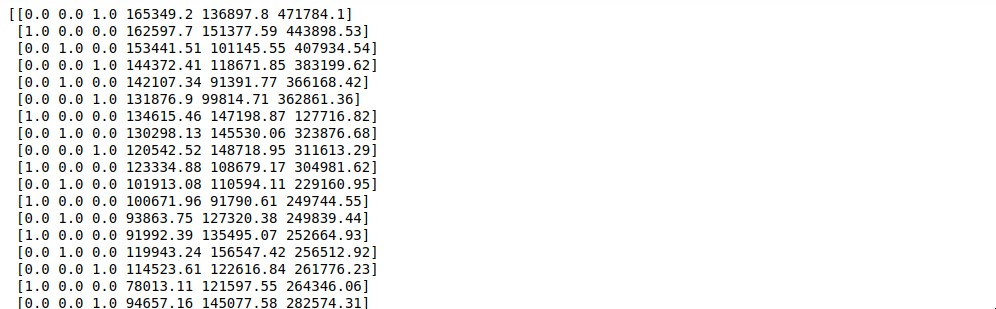 [[0.0 0.0 1.0 165349.2 136897.8 471784.1]
[1.0 0.0 0.0 162597.7 151377.59 443898.53]
[0.0 1.0 0.0 153441.51 101145.55 407934.54]
[0.0 0.0 1.0 144372.41 118671.85 383199.62]
[0.0 1.0 0.0 142107.34 91391.77 366168.42]
[0.0 0.0 1.0 131876.9 99814.71 362861.36]
[1.0 0.0 0.0 134615.46 147198.87 127716.82]
[0.0 1.0 0.0 130298.13 145530.06 323876.68]
[0.0 0.0 1.0 120542.52 148718.95 311613.29]
[1.0 0.0 0.0 123334.88 108679.17 304981.62]
[0.0 1.0 0.0 101913.08 110594.11 229160.95]
[1.0 0.0 0.0 100671.96 91790.61 249744.55]
[0.0 1.0 0.0 93863.75 127320.38 249839.44]
[1.0 0.0 0.0 91992.39 135495.07 252664.93]
[0.0 1.0 0.0 119943.24 156547.42 256512.92]
[0.0 0.0 1.0 114523.61 122616.84 261776.23]
[1.0 0.0 0.0 78013.11 121597.55 264346.06]
[0.0 0.0 1.0 94657.16 145077.58 282574.31]